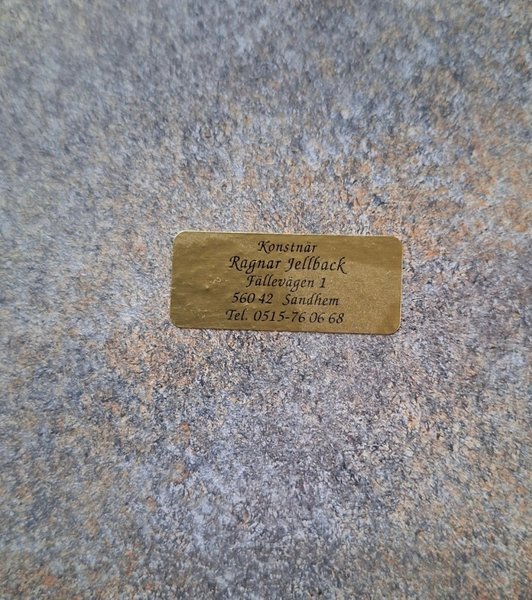 Konstnär
Ragnar Jellback
Fällevägen 1
560 42 Sandhem
Tel. 0515-76 06 68